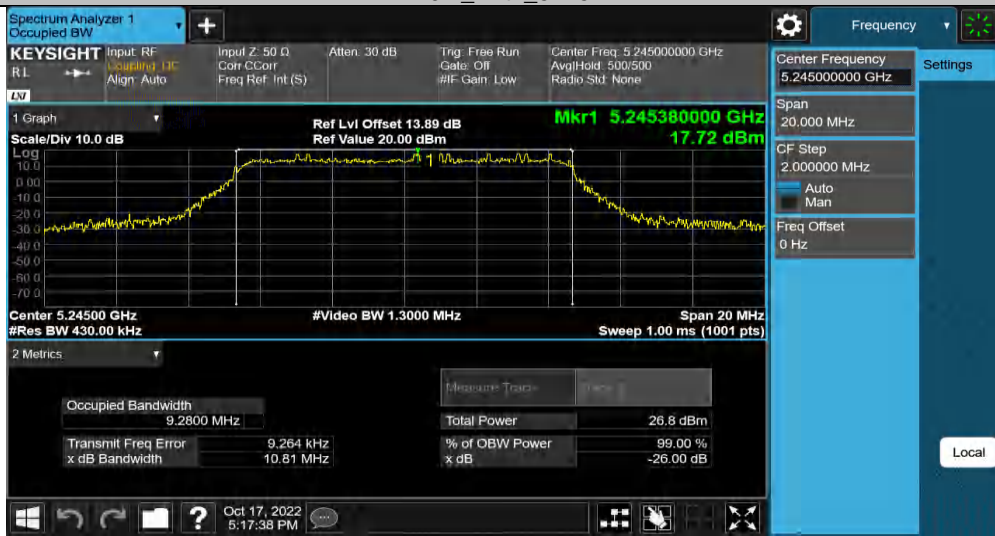 Spectrum Analyzer 1
Occupied BW
Frequency
KEYSIGHT
Input: RF
Input Z: 50 Ω
Atten: 30 dB
Trig: Free Run
Center Freq: 5.245000000 GHz
RL
Coupling: DC
Corr CCorr
Gate: Off
Avg|Hold: 500/500
Align: Auto
Freq Ref: Int (S)
#IF Gain: Low
Radio Std: None
LXI
Center Frequency
5.245000000 GHz
Settings
Span
20.000 MHz
CF Step
2.000000 MHz
Auto
Man
Freq Offset
0 Hz
1 Graph
Ref Lvl Offset 13.89 dB
Mkr1 5.245380000 GHz
Scale/Div 10.0 dB
Ref Value 20.00 dBm
17.72 dBm
Log
10.0
0.00
-10.0
-20.0
-30.0
-40.0
-50.0
-60.0
-70.0
1
Center 5.24500 GHz
#Video BW 1.3000 MHz
Span 20 MHz
#Res BW 430.00 kHz
Sweep 1.00 ms (1001 pts)
2 Metrics
Measure Trace
Occupied Bandwidth
9.2800 MHz
Total Power
26.8 dBm
Transmit Freq Error
9.264 kHz
% of OBW Power
99.00 %
x dB Bandwidth
10.81 MHz
x dB
-26.00 dB
Local
Oct 17, 2022
5:17:38 PM